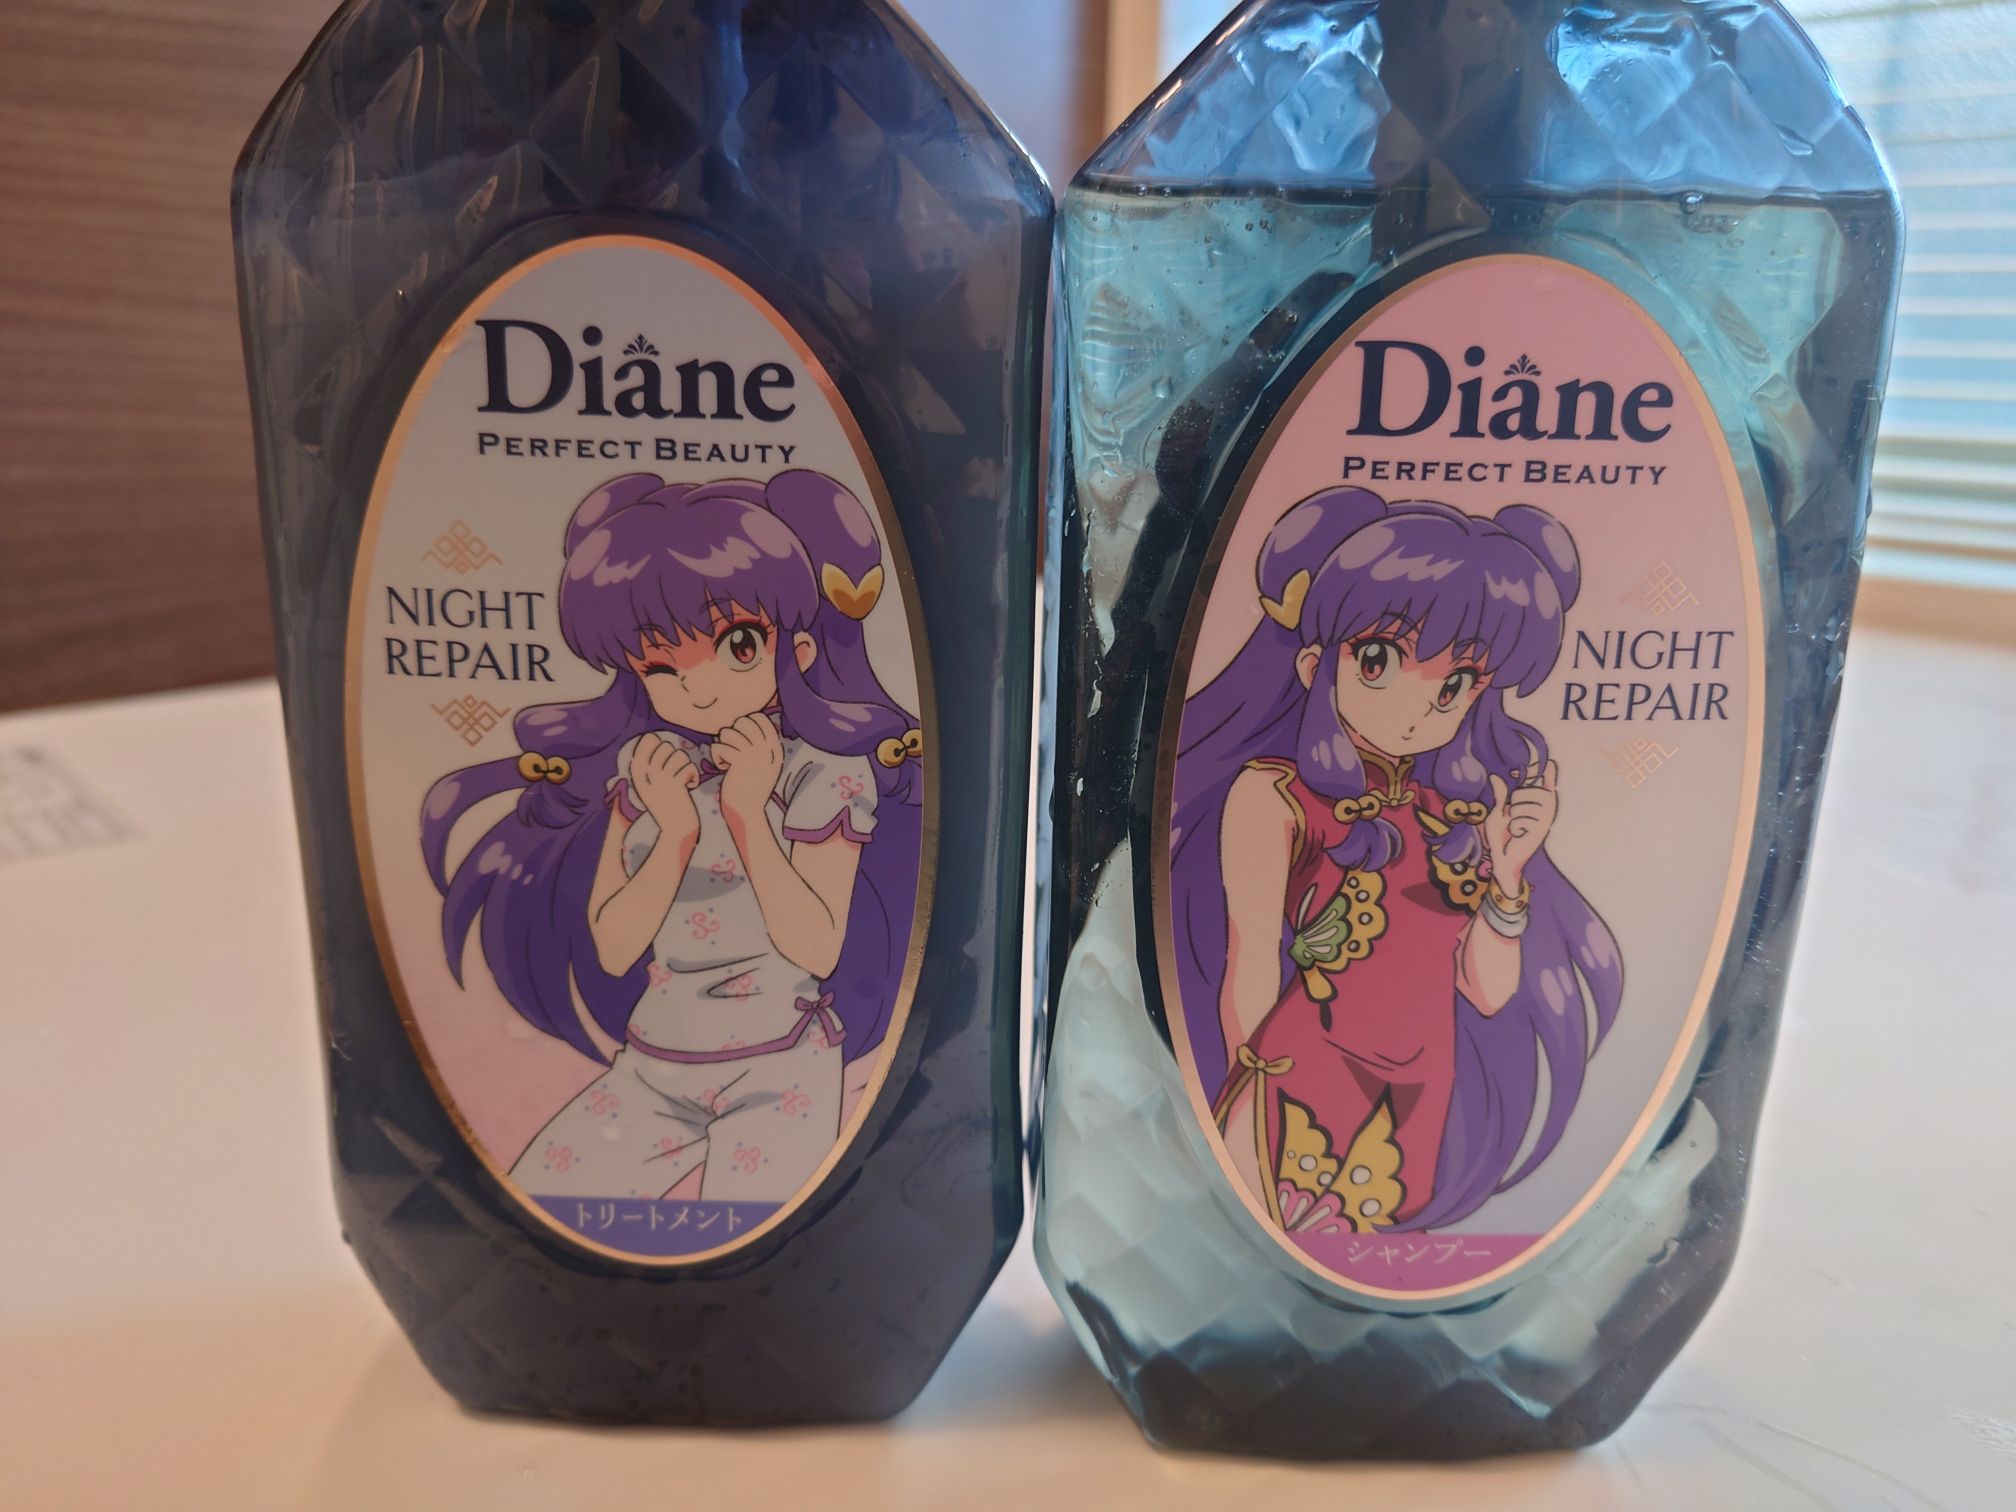 Diane
PERFECT BEAUTY
NIGHT
REPAIR
トリートメント
Diane
PERFECT BEAUTY
NIGHT
REPAIR
シャンプー